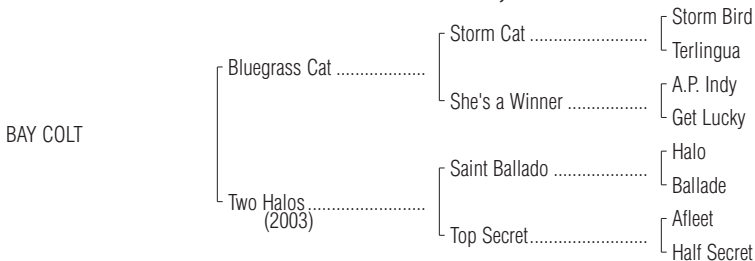 Storm Bird
Storm Cat ........................
Terlingua
Bluegrass Cat ...................
A.P. Indy
She's a Winner ................
Get Lucky
BAY COLT
Halo
Saint Ballado ...................
Ballade
Two Halos........................
(2003)
Afleet
Top Secret........................
Half Secret